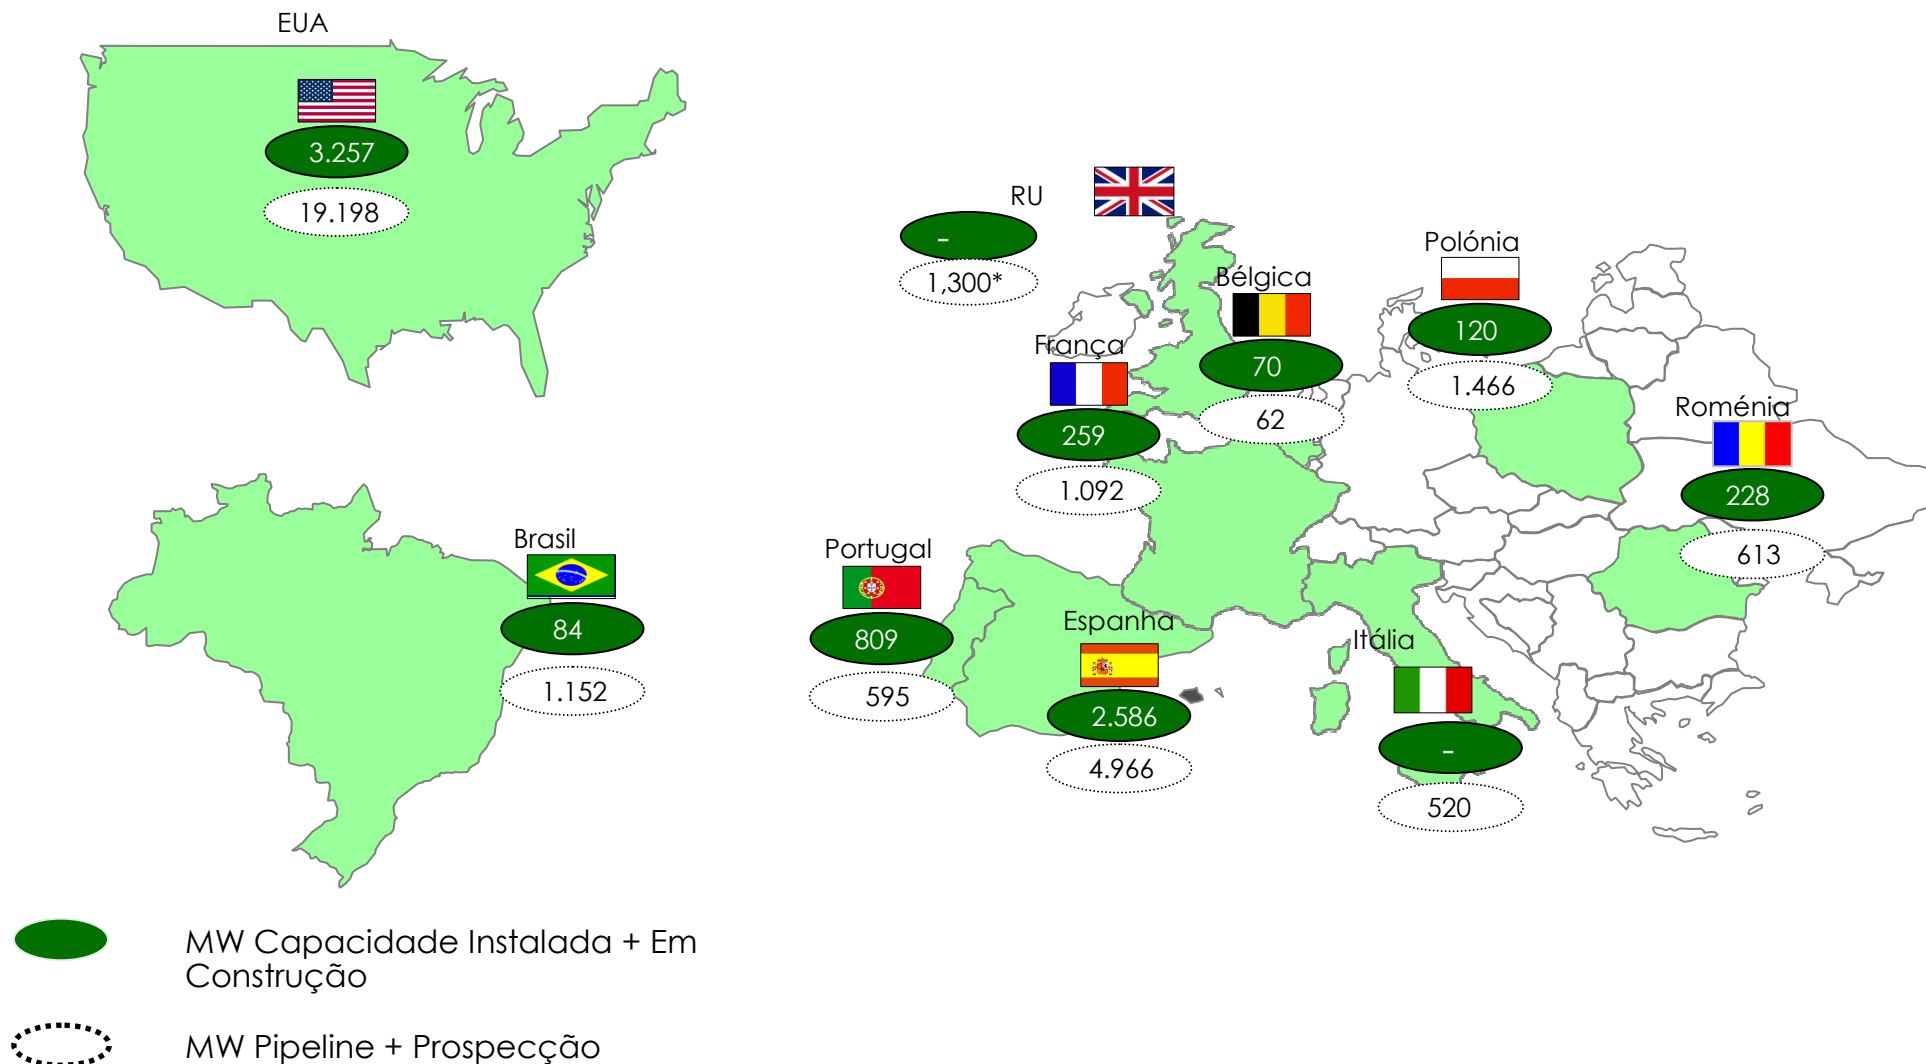 EUA
3.257
19.198
RU
-
1,300*
Polónia
120
1.466
Bélgica
70
62
França
259
1.092
Roménia
228
613
Brasil
84
1.152
Portugal
809
595
Espanha
2.586
4.966
Itália
-
520
MW Capacidade Instalada + Em
Construção
MW Pipeline + Prospecção